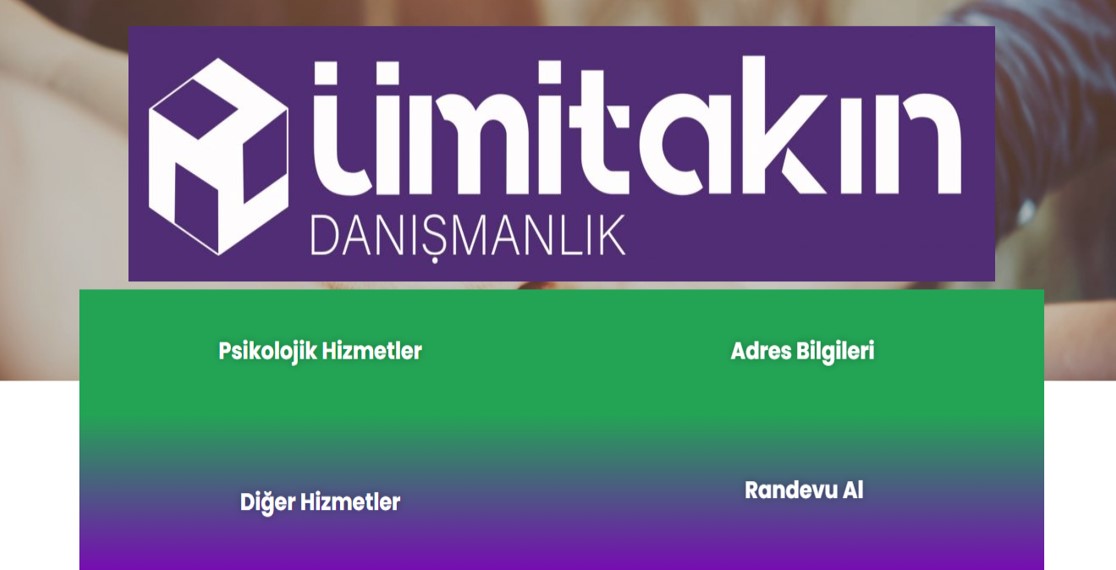 ümitakın
DANIŞMANLIK
Psikolojik Hizmetler
Adres Bilgileri
Diğer Hizmetler
Randevu Al